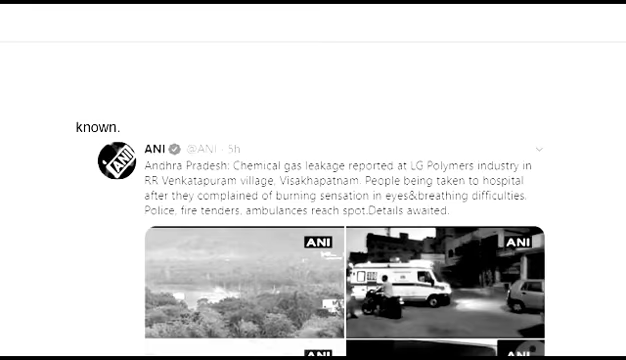 known.
ANI @ANI · 5h
Andhra Pradesh: Chemical gas leakage reported at LG Polymers industry in
RR Venkatapuram village, Visakhapatnam. People being taken to hospital
after they complained of burning sensation in eyes&breathing difficulties.
Police, fire tenders, ambulances reach spot.Details awaited.
ANI
ANI ANI
ANI ANI